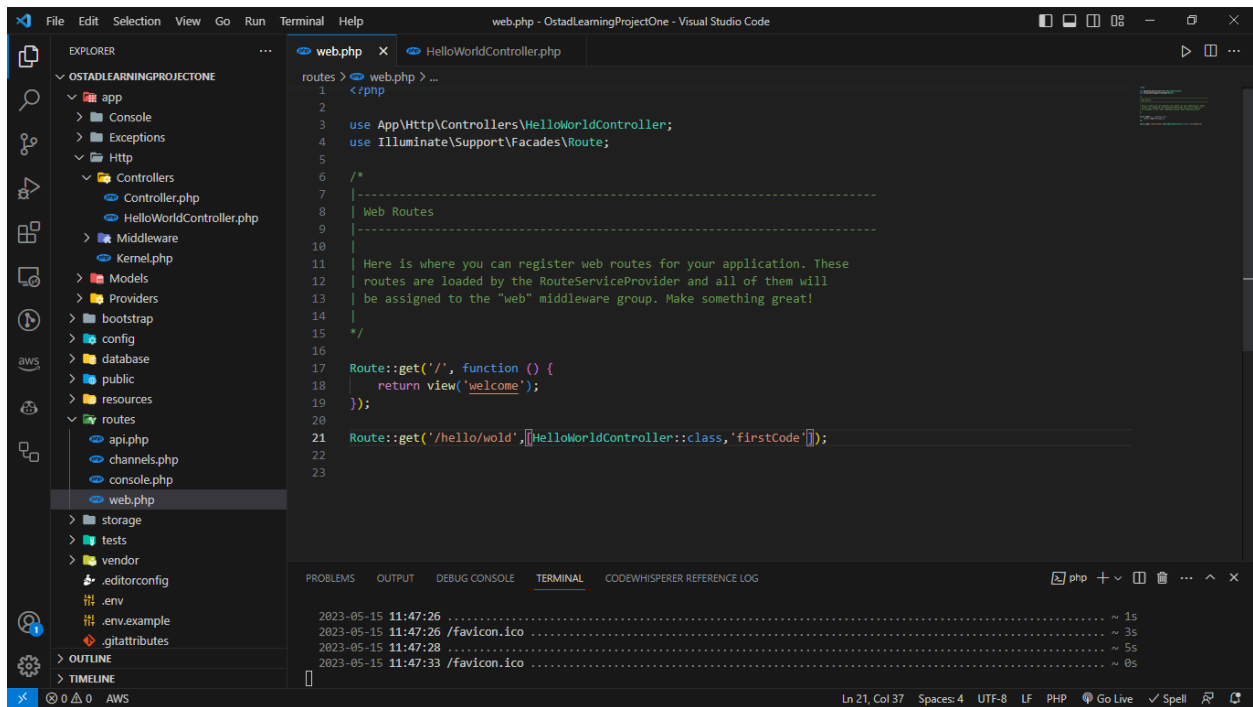 File Edit Selection View Go Run Terminal Help
web.php - OstadLearningProjectOne - Visual Studio Code
EXPLORER
OSTADLEARNINGPROJECTONE
app
Console
Exceptions
Http
Controllers
Controller.php
HelloWorldController.php
Middleware
Kernel.php
Models
Providers
bootstrap
config
database
public
resources
routes
api.php
channels.php
console.php
web.php
storage
tests
vendor
.editorconfig
.env
.env.example
.gitattributes
OUTLINE
TIMELINE
aws
1
web.php HelloWorldController.php
routes > web.php > ...
1 <?php
2
3 use App\Http\Controllers\HelloWorldController;
4 use Illuminate\Support\Facades\Route;
5
6 /*
7 |--------------------------------------------------------------------------
8 | Web Routes
9 |--------------------------------------------------------------------------
10 |
11 | Here is where you can register web routes for your application. These
12 | routes are loaded by the RouteServiceProvider and all of them will
13 | be assigned to the "web" middleware group. Make something great!
14 |
15 */
16
17 Route::get('/', function () {
18 return view('welcome');
19 });
20
21 Route::get('/hello/wold',[HelloWorldController::class,'firstCode']);
22
23
PROBLEMS OUTPUT DEBUG CONSOLE TERMINAL CODEWHISPERER REFERENCE LOG
php
2023-05-15 11:47:26 ........ ~ 1s
2023-05-15 11:47:26 /favicon.ico ........ ~ 3s
2023-05-15 11:47:28 ........ ~ 5s
2023-05-15 11:47:33 /favicon.ico ........ ~ 0s
0 0 AWS
Ln 21, Col 37 Spaces: 4 UTF-8 LF PHP Go Live Spell